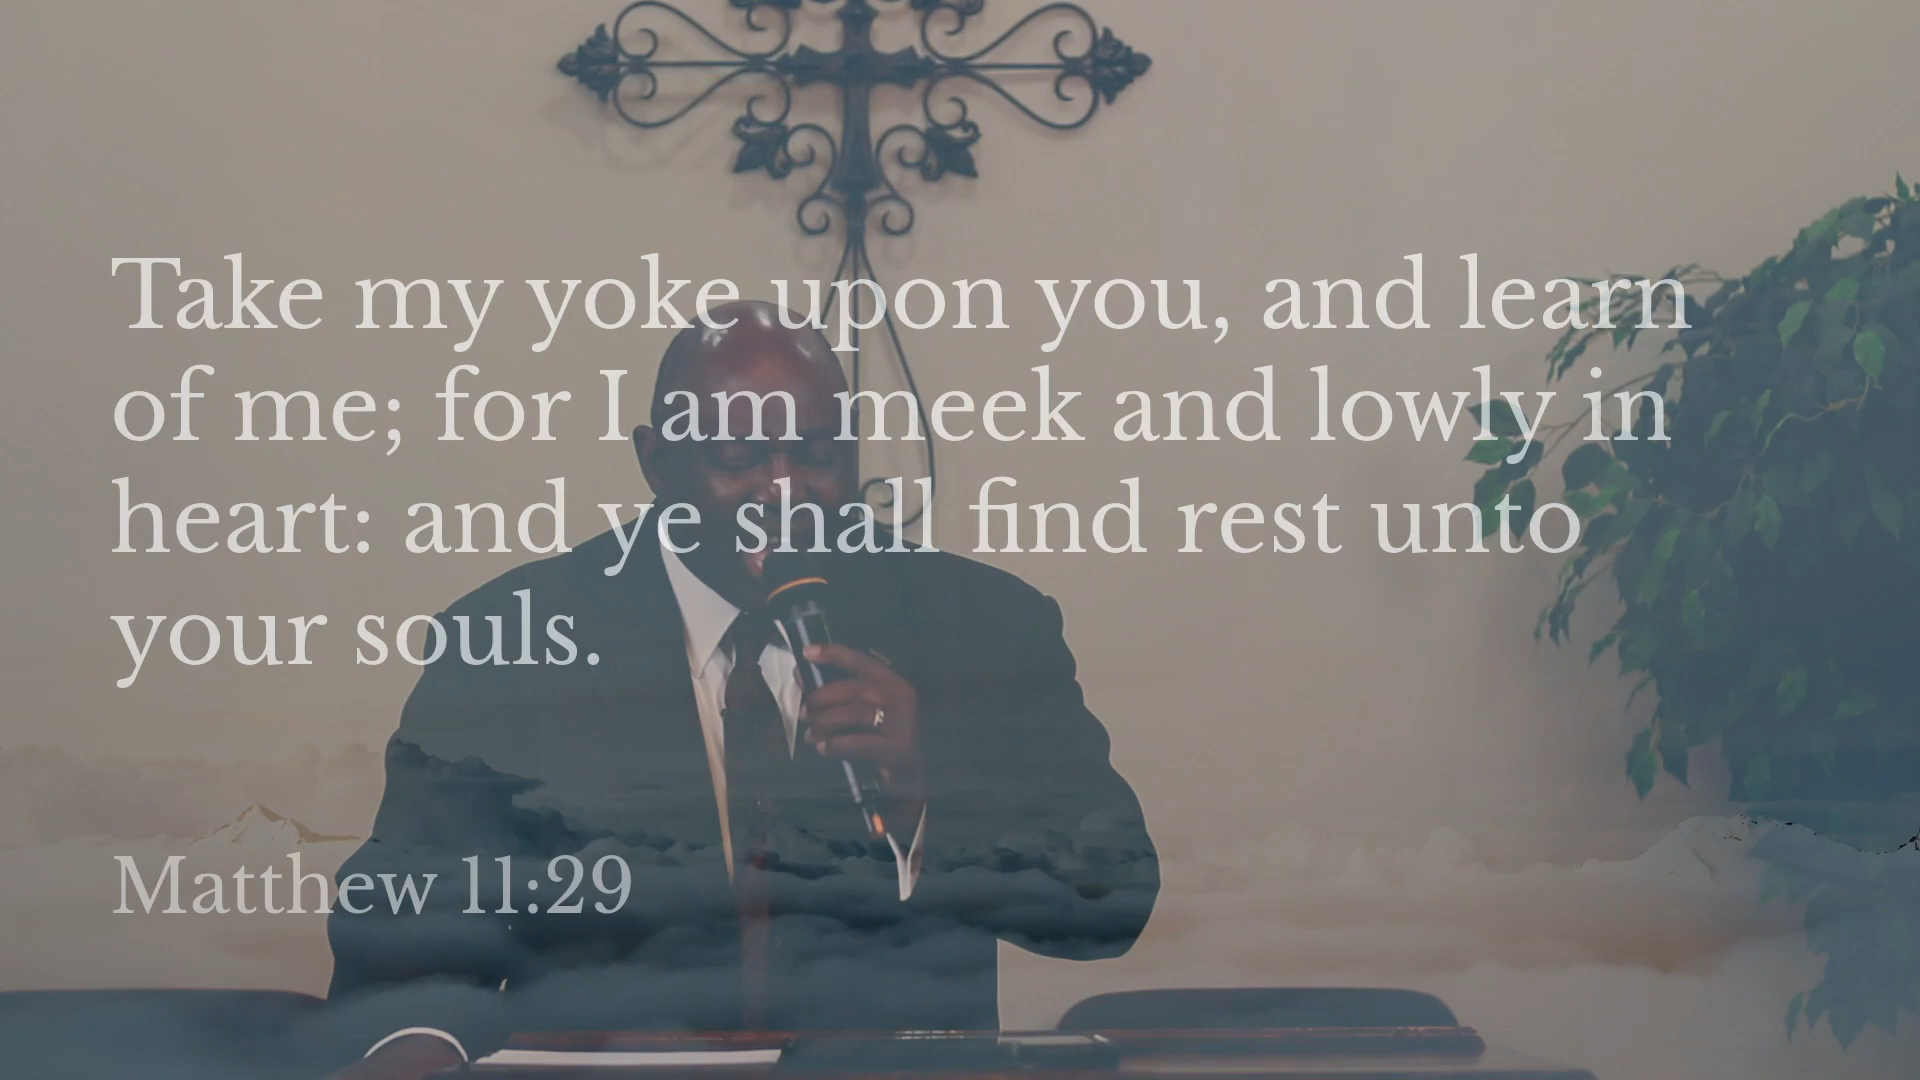 Take my yoke upon you, and learn
of me; for I am meek and lowly in
heart: and ye shall find rest unto
your souls.
Matthew 11:29